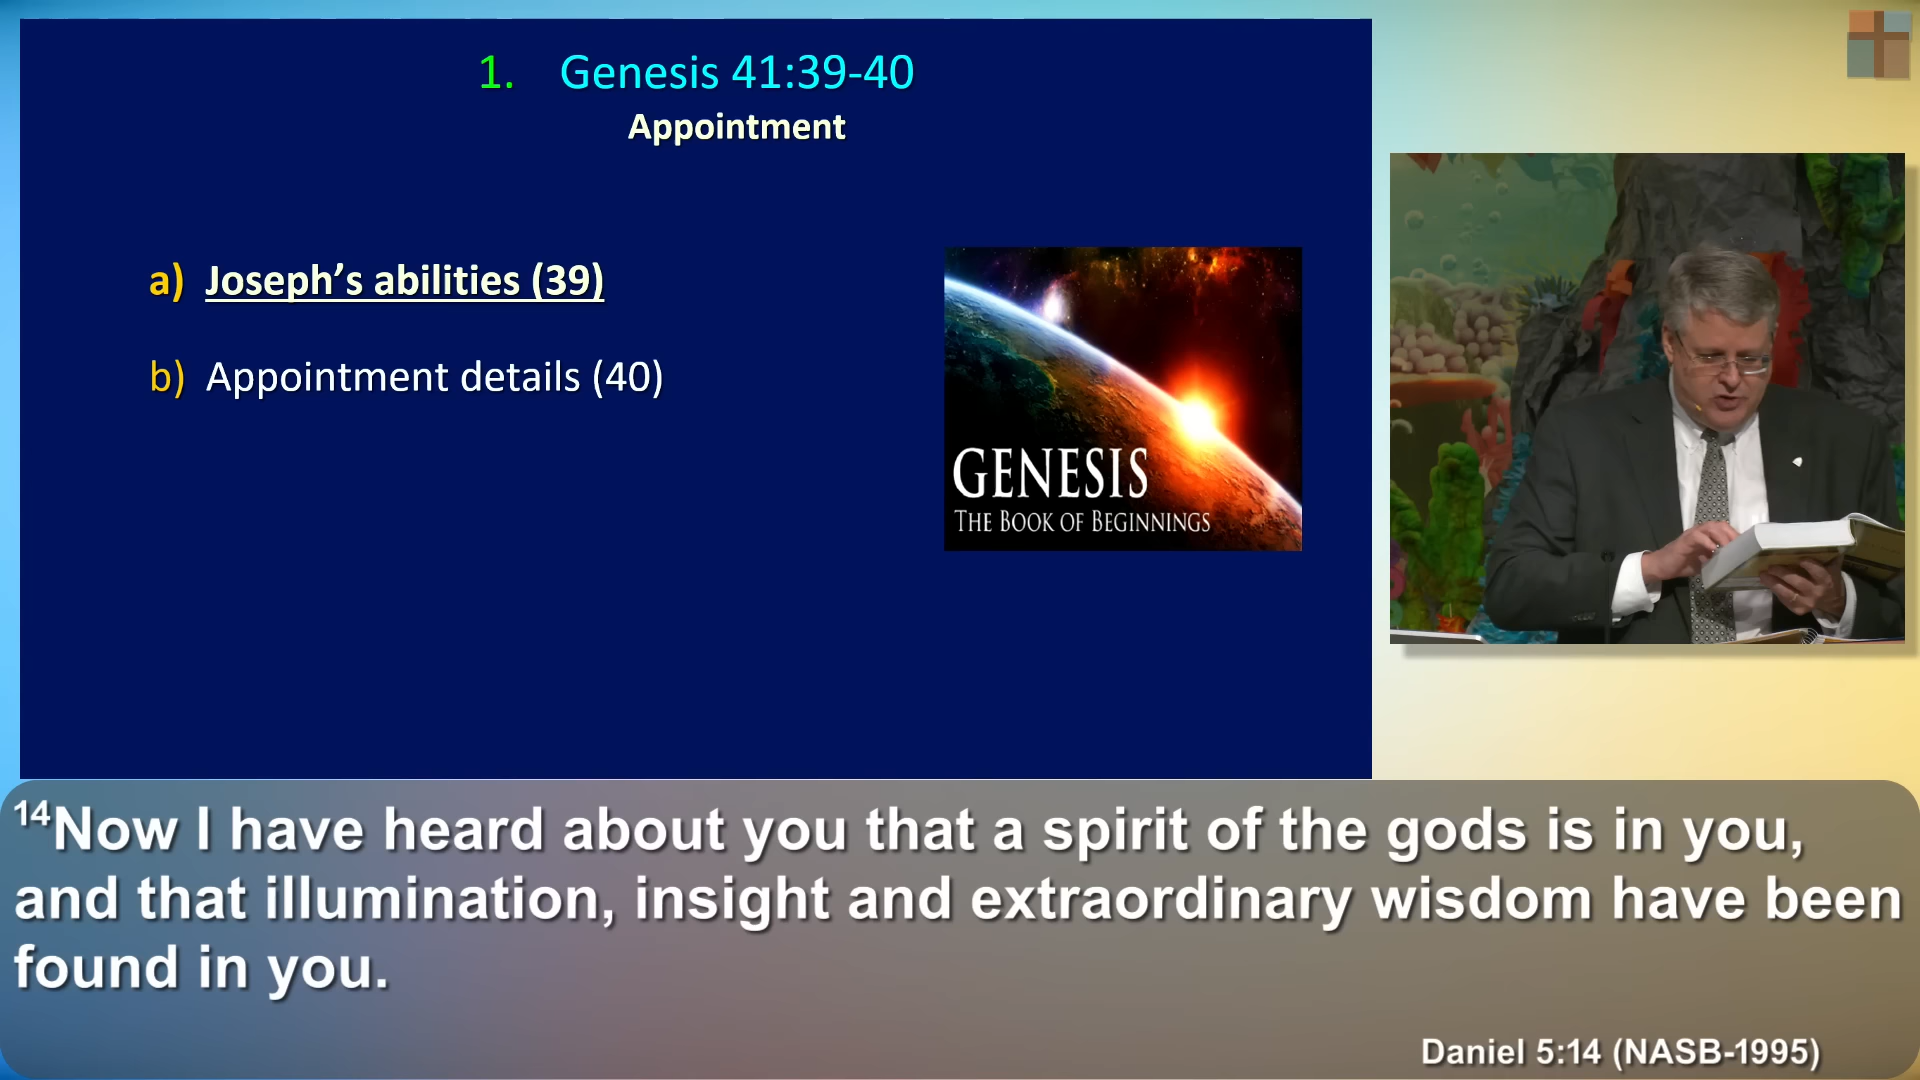 1. Genesis 41:39-40
Appointment
a) Joseph’s abilities (39)
b) Appointment details (40)
GENESIS
THE BOOK OF BEGINNINGS
14Now I have heard about you that a spirit of the gods is in you,
and that illumination, insight and extraordinary wisdom have been
found in you.
Daniel 5:14 (NASB-1995)